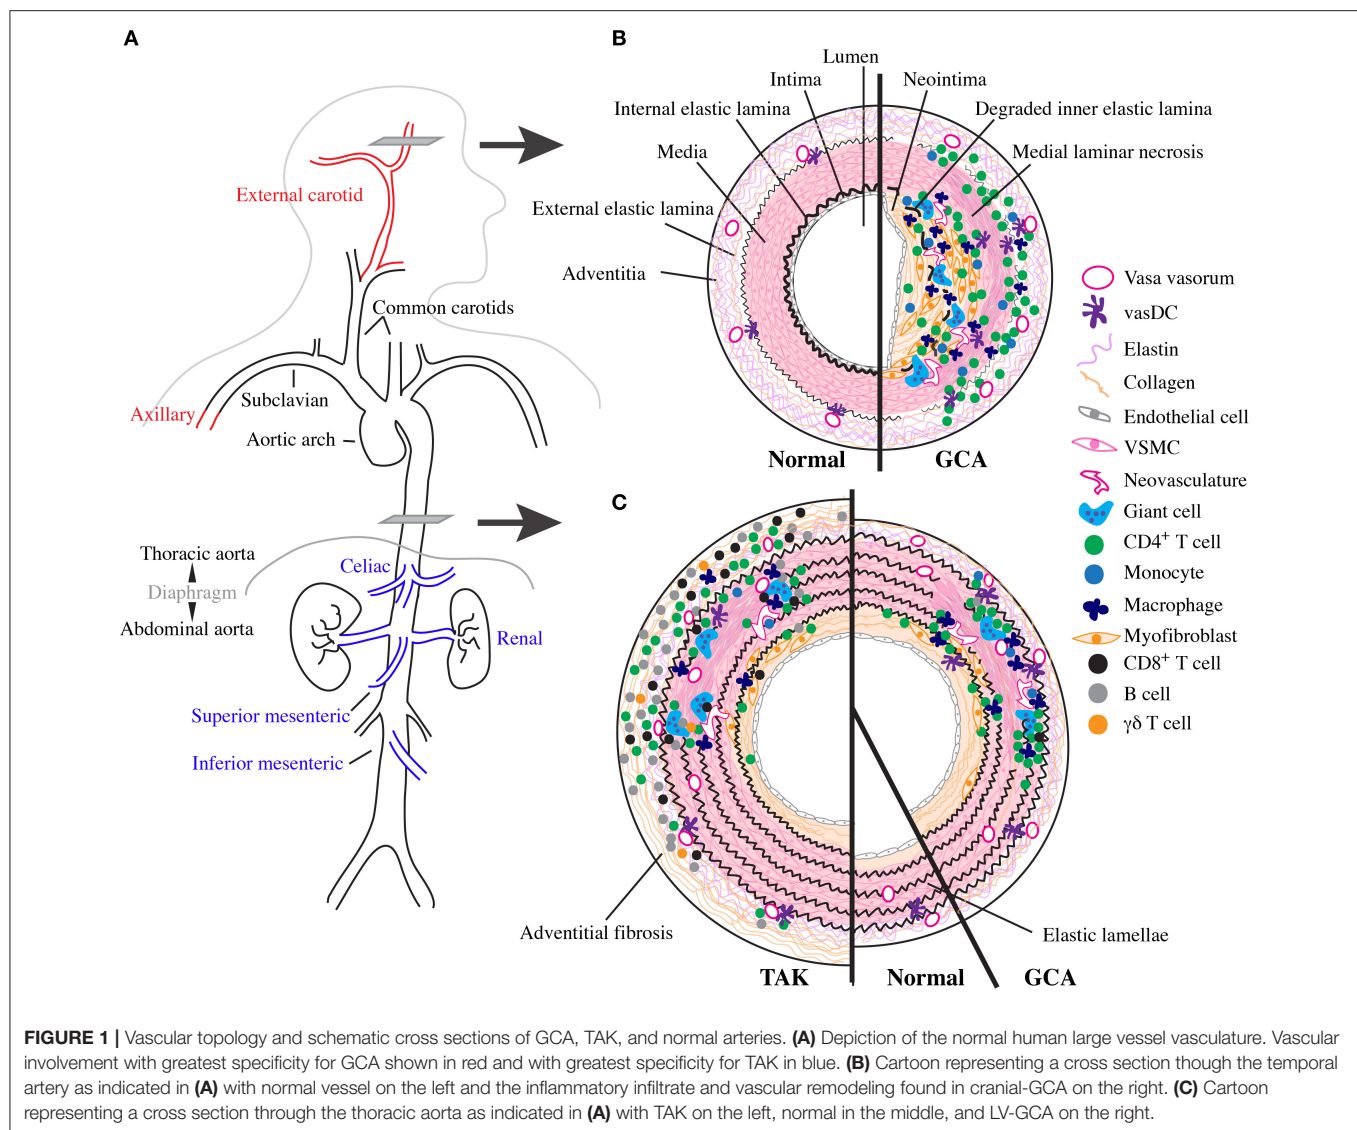 A
External carotid
Common carotids
Axillary
Subclavian
Aortic arch
Thoracic aorta
Diaphragm
Abdominal aorta
Celiac
Renal
Superior mesenteric
Inferior mesenteric
B
Lumen
Intima
Neointima
Internal elastic lamina
Degraded inner elastic lamina
Media
Medial laminar necrosis
External elastic lamina
Adventitia
Normal
GCA
C
Adventitial fibrosis
Elastic lamellae
TAK
Normal
GCA
Vasa vasorum
vasDC
Elastin
Collagen
Endothelial cell
VSMC
Neovasculature
Giant cell
CD4⁺ T cell
Monocyte
Macrophage
Myofibroblast
CD8⁺ T cell
B cell
γδ T cell
FIGURE 1 | Vascular topology and schematic cross sections of GCA, TAK, and normal arteries. (A) Depiction of the normal human large vessel vasculature. Vascular
involvement with greatest specificity for GCA shown in red and with greatest specificity for TAK in blue. (B) Cartoon representing a cross section though the temporal
artery as indicated in (A) with normal vessel on the left and the inflammatory infiltrate and vascular remodeling found in cranial-GCA on the right. (C) Cartoon
representing a cross section through the thoracic aorta as indicated in (A) with TAK on the left, normal in the middle, and LV-GCA on the right.